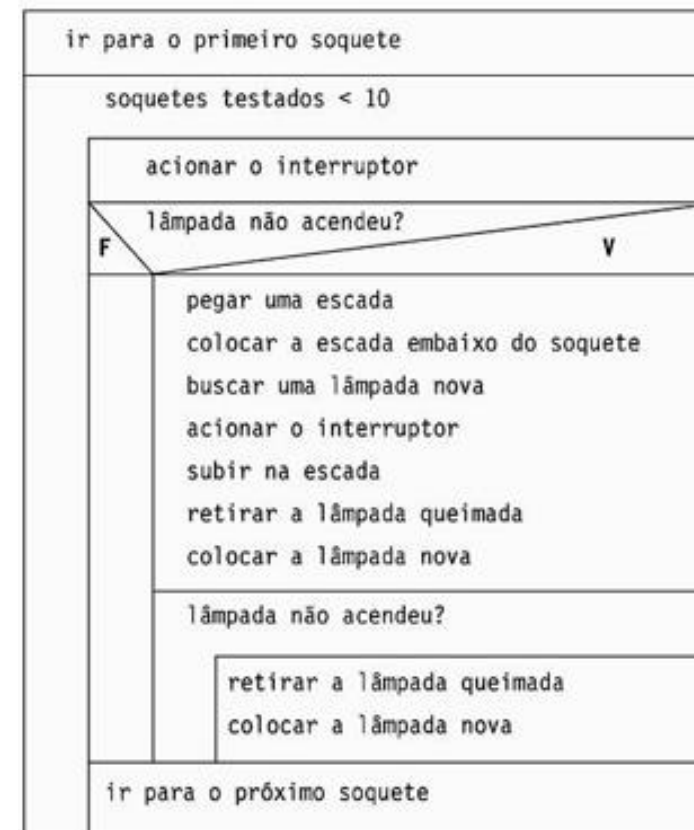 ir para o primeiro soquete
soquetes testados < 10
acionar o interruptor
lâmpada não acendeu?
F
V
pegar uma escada
colocar a escada embaixo do soquete
buscar uma lâmpada nova
acionar o interruptor
subir na escada
retirar a lâmpada queimada
colocar a lâmpada nova
lâmpada não acendeu?
retirar a lâmpada queimada
colocar a lâmpada nova
ir para o próximo soquete